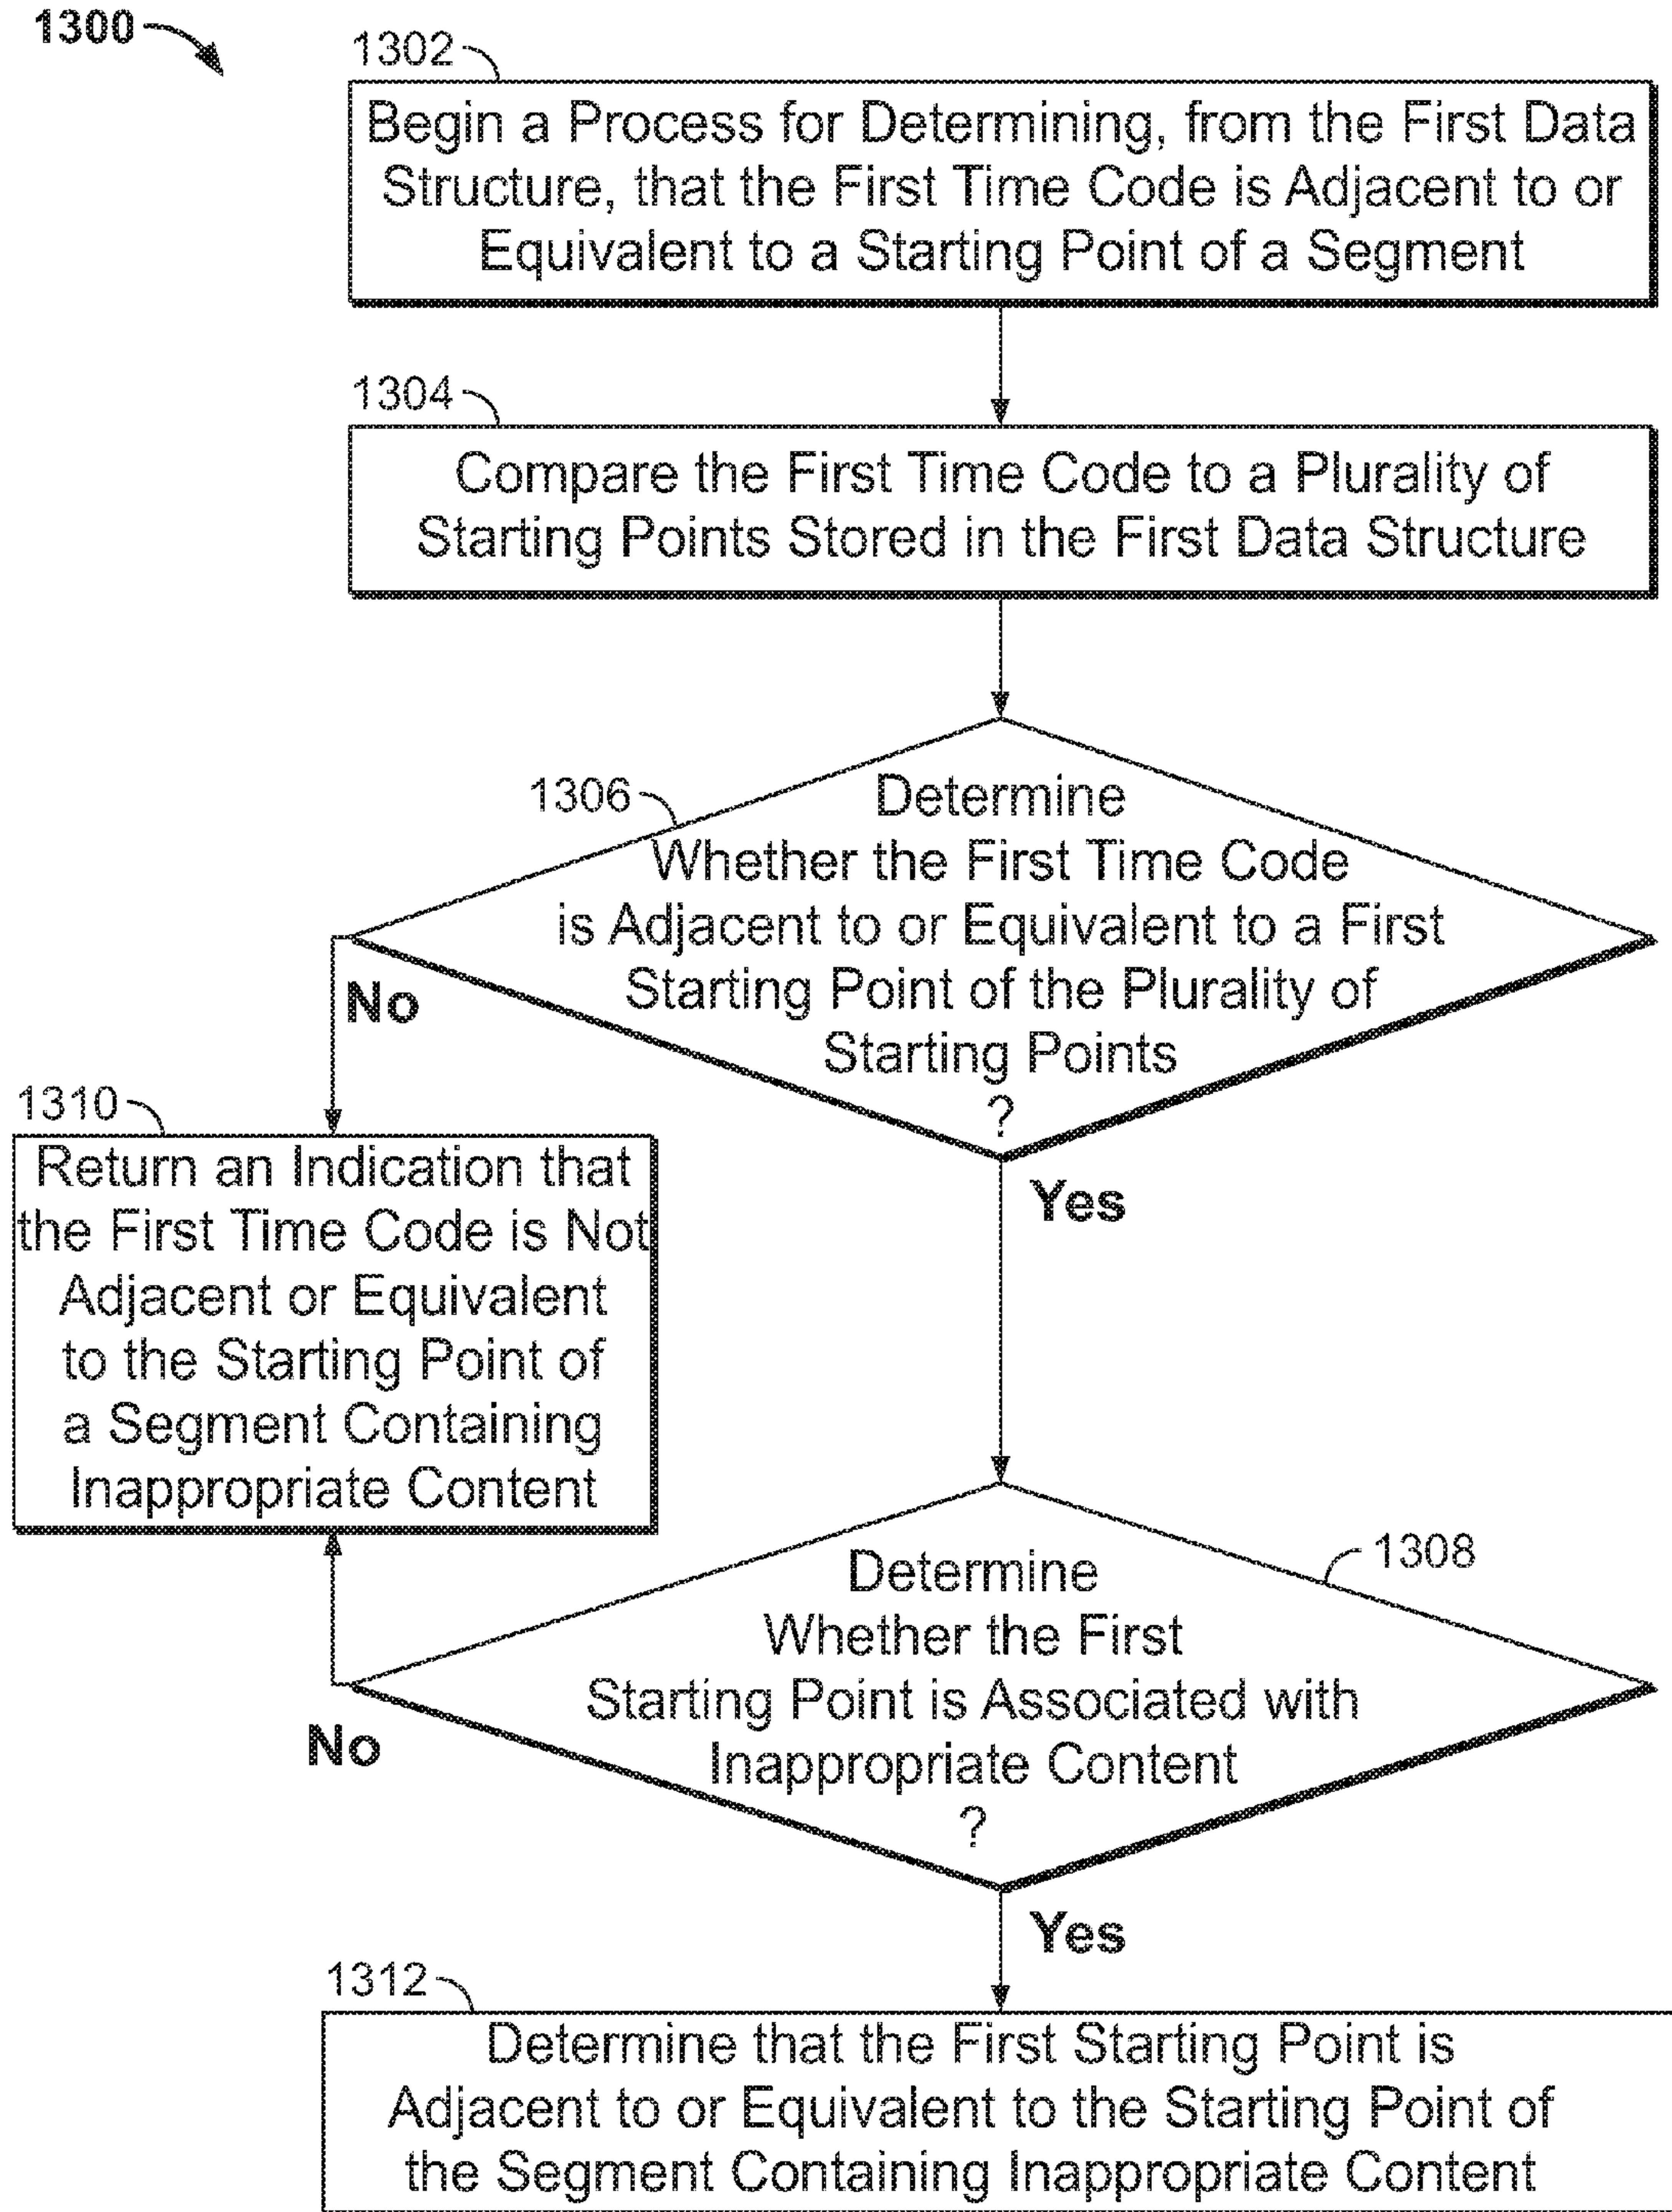 1300
1302
Begin a Process for Determining, from the First Data
Structure, that the First Time Code is Adjacent to or
Equivalent to a Starting Point of a Segment
1304
Compare the First Time Code to a Plurality of
Starting Points Stored in the First Data Structure
1306
Determine
Whether the First Time Code
is Adjacent to or Equivalent to a First
Starting Point of the Plurality of
Starting Points
?
No
Yes
1310
Return an Indication that
the First Time Code is Not
Adjacent or Equivalent
to the Starting Point of
a Segment Containing
Inappropriate Content
1308
Determine
Whether the First
Starting Point is Associated with
Inappropriate Content
?
No
Yes
1312
Determine that the First Starting Point is
Adjacent to or Equivalent to the Starting Point of
the Segment Containing Inappropriate Content